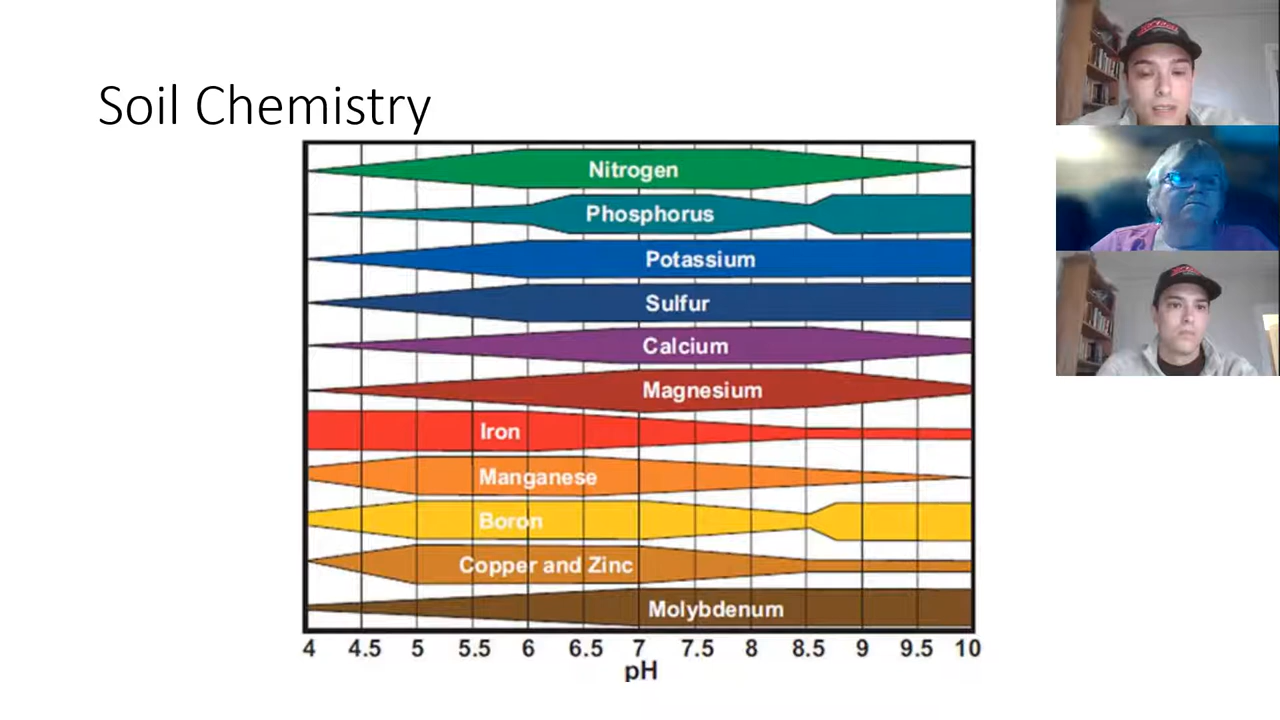 Soil Chemistry
Nitrogen
Phosphorus
Potassium
Sulfur
Calcium
Magnesium
Iron
Manganese
Boron
Copper and Zinc
Molybdenum
4 4.5 5 5.5 6 6.5 7 7.5 8 8.5 9 9.5 10
pH